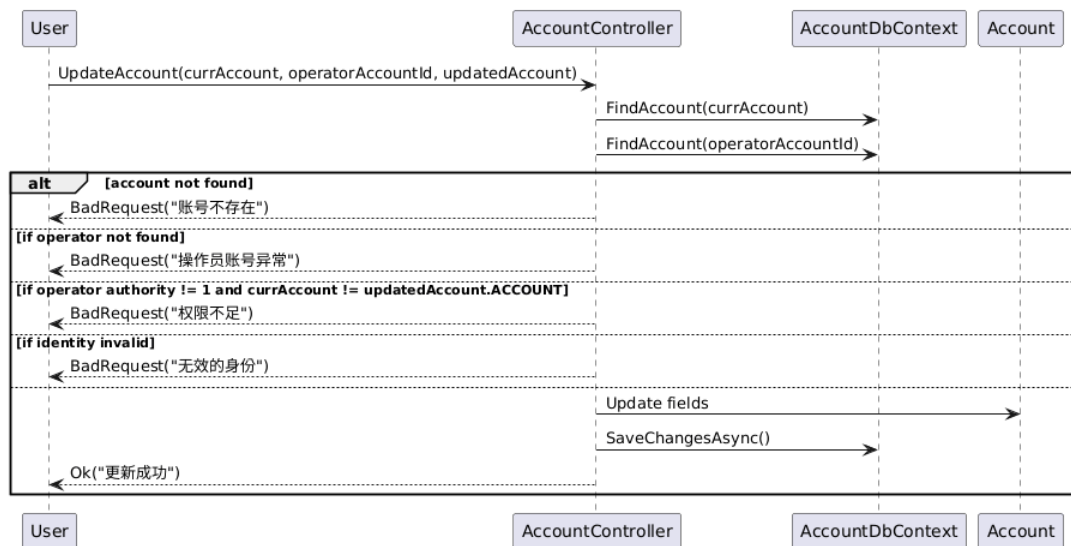 User AccountController AccountDbContext Account
UpdateAccount(currAccount, operatorAccountId, updatedAccount)
FindAccount(currAccount)
FindAccount(operatorAccountId)
alt [account not found]
BadRequest("账号不存在")
[if operator not found]
BadRequest("操作员账号异常")
[if operator authority != 1 and currAccount != updatedAccount.ACCOUNT]
BadRequest("权限不足")
[if identity invalid]
BadRequest("无效的身份")
Update fields
SaveChangesAsync()
Ok("更新成功")
User AccountController AccountDbContext Account